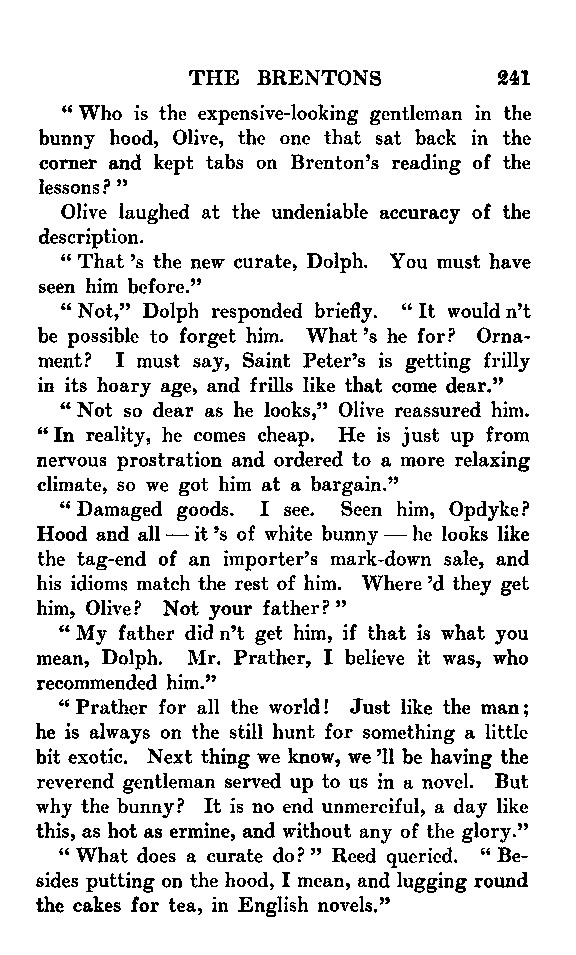 THE BRENTONS 241
“ Who is the expensive-looking gentleman in the
bunny hood, Olive, the one that sat back in the
corner and kept tabs on Brenton’s reading of the
lessons? ”
Olive laughed at the undeniable accuracy of the
description.
“ That ’s the new curate, Dolph. You must have
seen him before.”
“ Not,” Dolph responded briefly. “ It would n’t
be possible to forget him. What ’s he for? Orna-
ment? I must say, Saint Peter’s is getting frilly
in its hoary age, and frills like that come dear.”
“ Not so dear as he looks,” Olive reassured him.
“ In reality, he comes cheap. He is just up from
nervous prostration and ordered to a more relaxing
climate, so we got him at a bargain.”
“ Damaged goods. I see. Seen him, Opdyke?
Hood and all — it ’s of white bunny — he looks like
the tag-end of an importer’s mark-down sale, and
his idioms match the rest of him. Where ’d they get
him, Olive? Not your father? ”
“ My father did n’t get him, if that is what you
mean, Dolph. Mr. Prather, I believe it was, who
recommended him.”
“ Prather for all the world! Just like the man;
he is always on the still hunt for something a little
bit exotic. Next thing we know, we ’ll be having the
reverend gentleman served up to us in a novel. But
why the bunny? It is no end unmerciful, a day like
this, as hot as ermine, and without any of the glory.”
“ What does a curate do? ” Reed queried. “ Be-
sides putting on the hood, I mean, and lugging round
the cakes for tea, in English novels.”